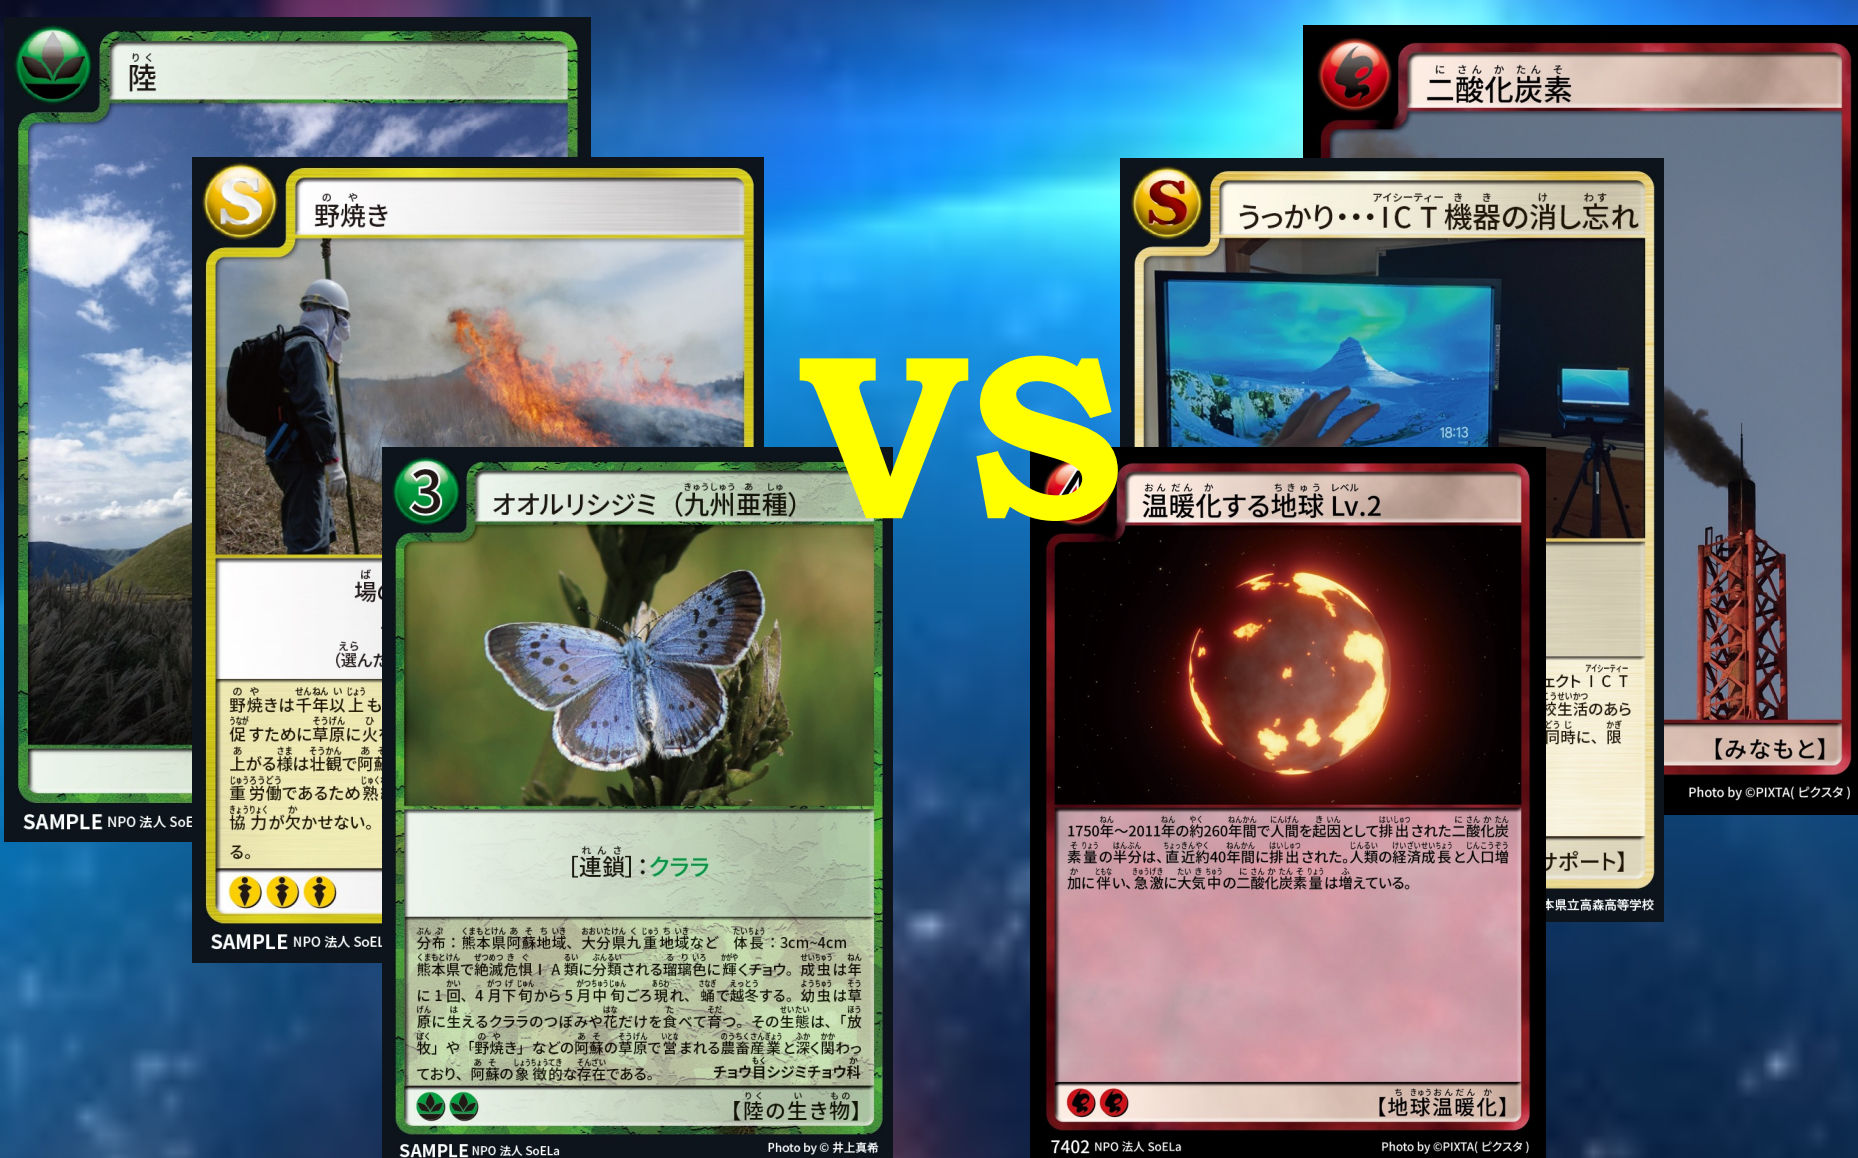 陸
SAMPLE NPO 法人 SoE
S
野焼き
場
(選んだ
野焼きは千年以上も
促すために草原に火
上がる様は壮観で阿蘇
重労働であるため熟
協力が欠かせない。
る。
SAMPLE NPO 法人 SoEL
3
オオルリシジミ（九州亜種）
[連鎖]：クララ
分布：熊本県阿蘇地域、大分県九重地域など　体長：3cm~4cm
熊本県で絶滅危惧ⅠA類に分類される瑠璃色に輝くチョウ。成虫は年
に1回、4月下旬から5月中旬ごろ現れ、蛹で越冬する。幼虫は草
原に生えるクララのつぼみや花だけを食べて育つ。その生態は、「放
牧」や「野焼き」などの阿蘇の草原で営まれる農畜産業と深く関わっ
ており、阿蘇の象徴的な存在である。　チョウ目シジミチョウ科
【陸の生き物】
SAMPLE NPO 法人 SoELa　Photo by © 井上真希
VS
二酸化炭素
【みなもと】
Photo by ©PIXTA(ピクスタ)
S
うっかり・・・ICT機器の消し忘れ
18:13
ェクトICT
校生活のあら
同時に、限
サポート】
本県立高森高等学校
温暖化する地球 Lv.2
1750年～2011年の約260年間で人間を起因として排出された二酸化炭
素量の半分は、直近約40年間に排出された。人類の経済成長と人口増
加に伴い、急激に大気中の二酸化炭素量は増えている。
【地球温暖化】
7402 NPO 法人 SoELa　Photo by ©PIXTA(ピクスタ)